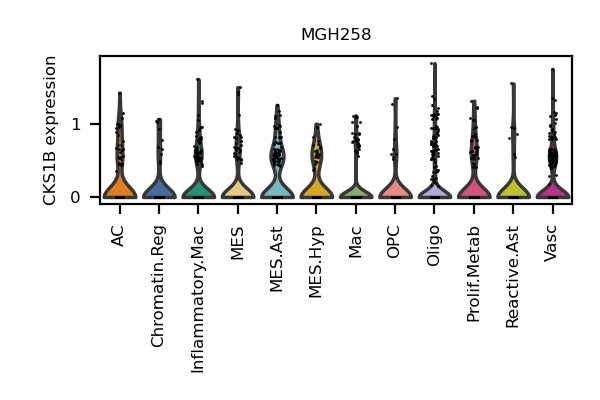 MGH258
CKS1B expression
1
0
AC
Chromatin.Reg
Inflammatory.Mac
MES
MES.Ast
MES.Hyp
Mac
OPC
Oligo
Prolif.Metab
Reactive.Ast
Vasc